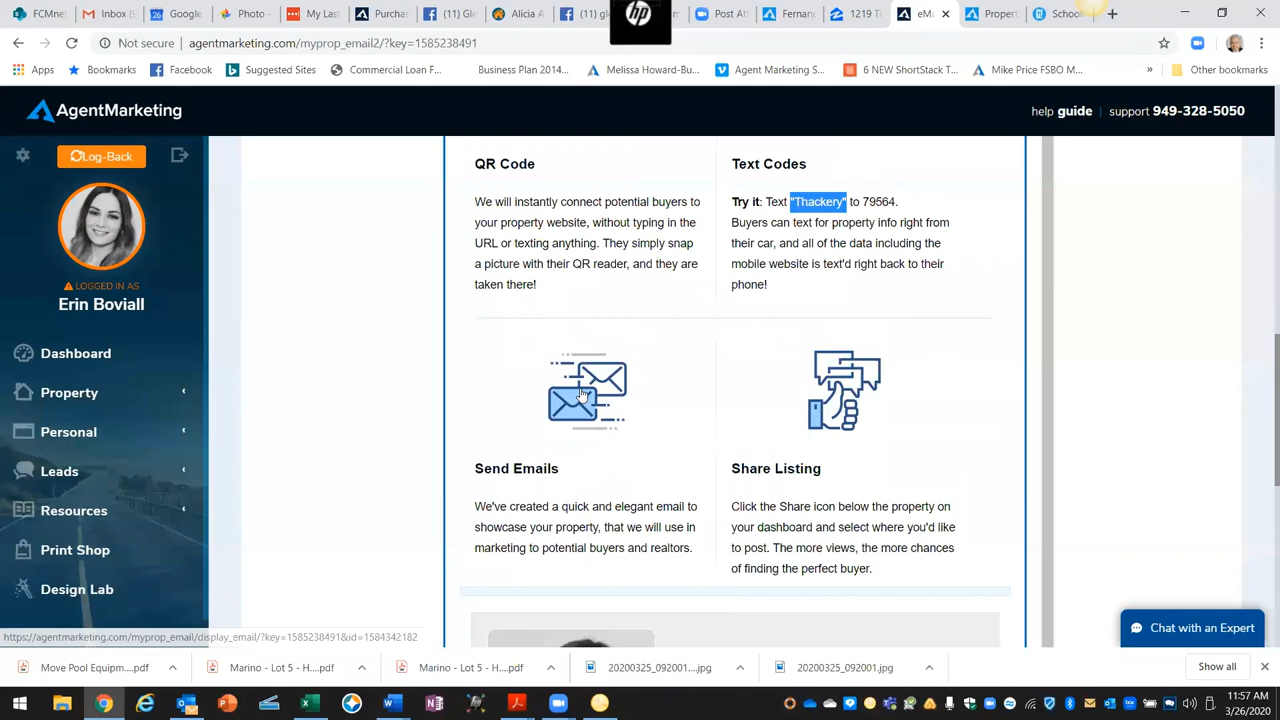 Inbox (
Google
Photo -
My Last
Purchas
(11) Gle
Alicia A
(11) gle
Post Att
Fernan
1219 T
eMa
Propert
Schooli
Not secure
agentmarketing.com/myprop_email2/?key=1585238491
Apps
Bookmarks
Facebook
Suggested Sites
Commercial Loan F...
Business Plan 2014...
Melissa Howard-Bu...
Agent Marketing S...
6 NEW ShortStack T...
Mike Price FSBO M...
»
Other bookmarks
AgentMarketing
help guide | support 949-328-5050
Log-Back
LOGGED IN AS
Erin Boviall
Dashboard
Property
Personal
Leads
Resources
Print Shop
Design Lab
QR Code
We will instantly connect potential buyers to
your property website, without typing in the
URL or texting anything. They simply snap
a picture with their QR reader, and they are
taken there!
Text Codes
Try it: Text "Thackery" to 79564.
Buyers can text for property info right from
their car, and all of the data including the
mobile website is text'd right back to their
phone!
Send Emails
We've created a quick and elegant email to
showcase your property, that we will use in
marketing to potential buyers and realtors.
Share Listing
Click the Share icon below the property on
your dashboard and select where you'd like
to post. The more views, the more chances
of finding the perfect buyer.
Chat with an Expert
https://agentmarketing.com/myprop_email/display_email/?key=1585238491&id=1584342182
Move Pool Equipm....pdf
Marino - Lot 5 - H....pdf
Marino - Lot 5 - H....pdf
20200325_092001....jpg
20200325_092001.jpg
Show all
11:57 AM
3/26/2020